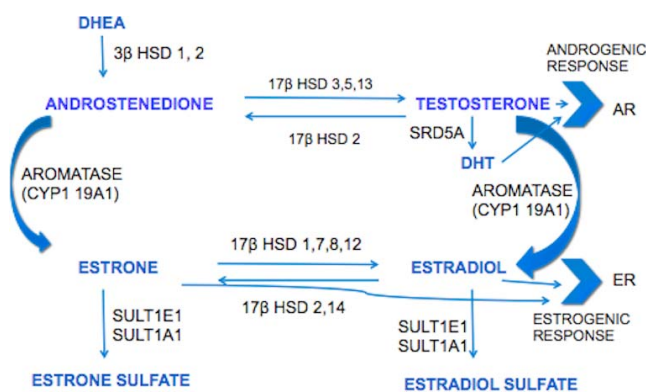 DHEA
3β HSD 1, 2
ANDROGENIC
RESPONSE
17β HSD 3,5,13
ANDROSTENEDIONE
TESTOSTERONE
AR
17β HSD 2
SRD5A
DHT
AROMATASE
(CYP1 19A1)
AROMATASE
(CYP1 19A1)
17β HSD 1,7,8,12
ESTRONE
ESTRADIOL
ER
17β HSD 2,14
ESTROGENIC
RESPONSE
SULT1E1
SULT1A1
SULT1E1
SULT1A1
ESTRONE SULFATE
ESTRADIOL SULFATE